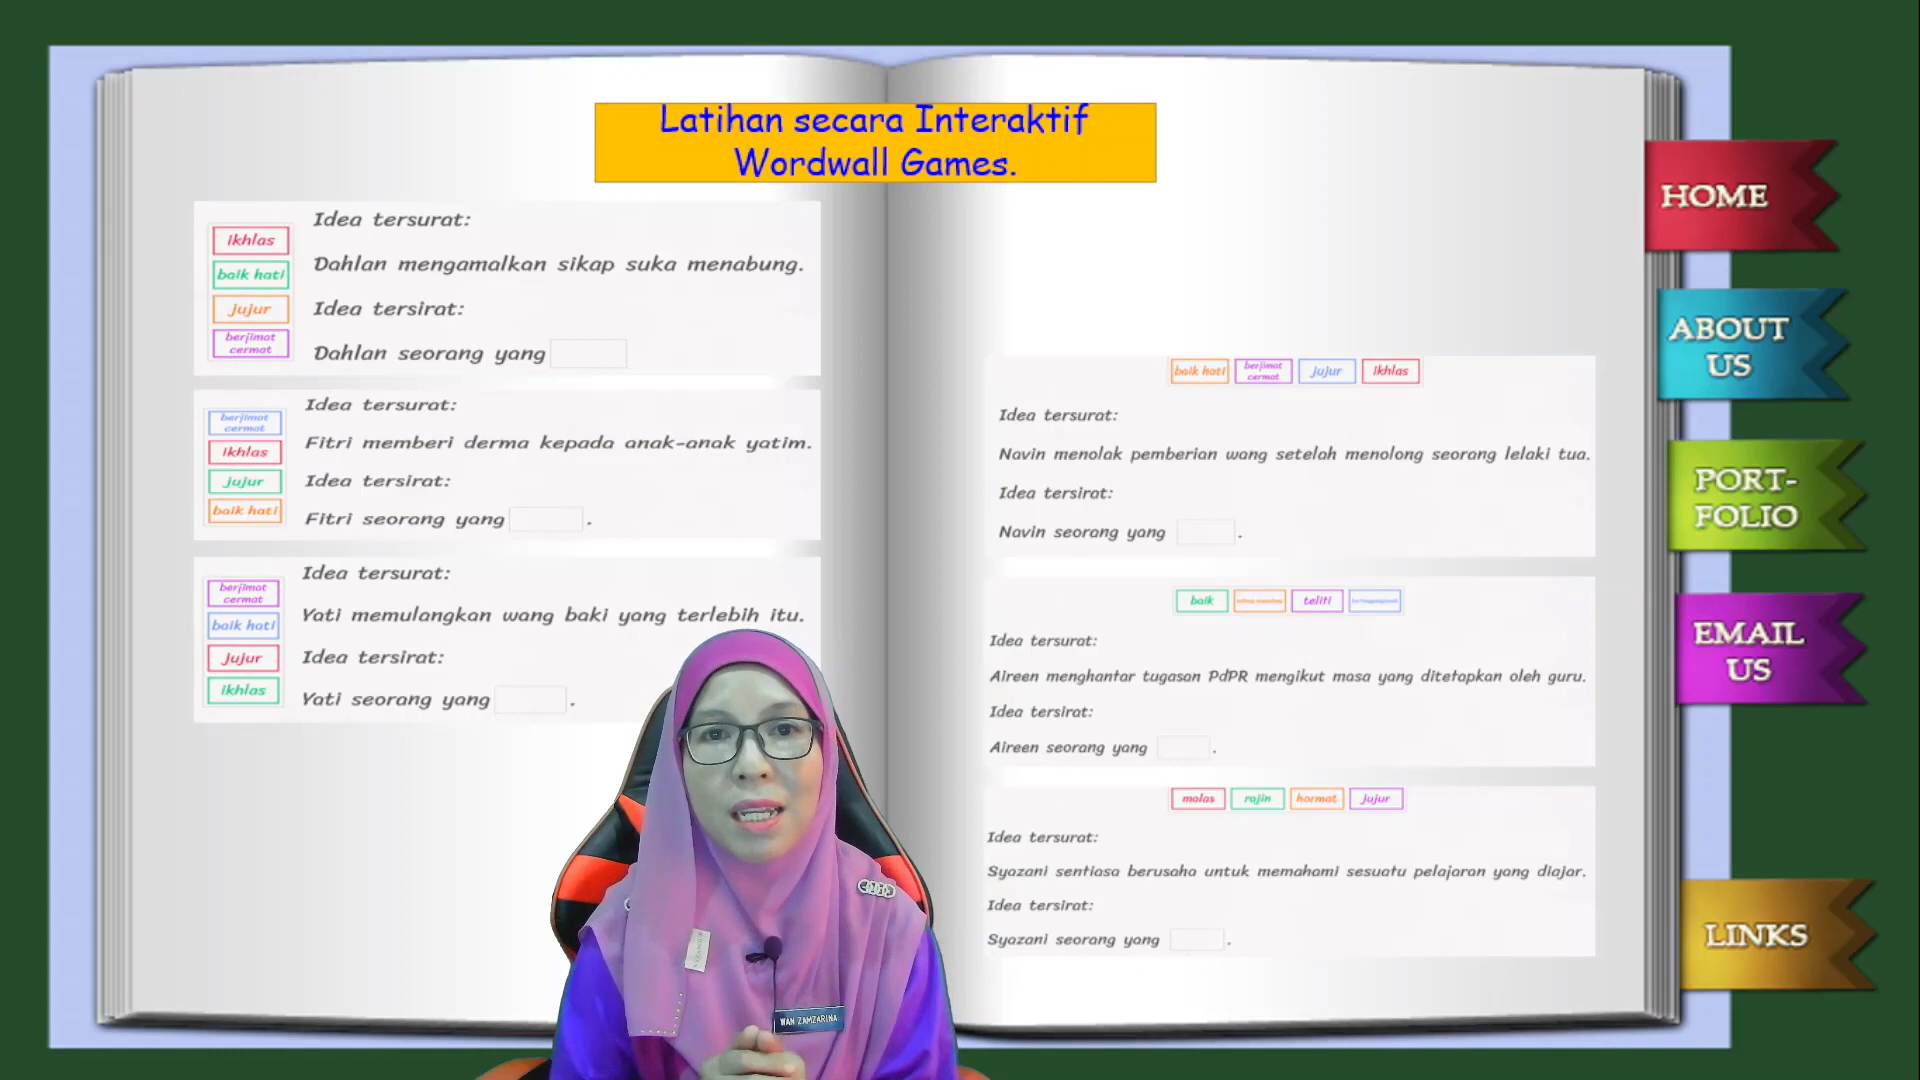 Latihan secara Interaktif
Wordwall Games.
ikhlas
baik hati
jujur
berjimat
cermat
Idea tersurat:
Dahlan mengamalkan sikap suka menabung.
Idea tersirat:
Dahlan seorang yang
berjimat
cermat
ikhlas
jujur
baik hati
Idea tersurat:
Fitri memberi derma kepada anak-anak yatim.
Idea tersirat:
Fitri seorang yang .
berjimat
cermat
baik hati
jujur
ikhlas
Idea tersurat:
Yati memulangkan wang baki yang terlebih itu.
Idea tersirat:
Yati seorang yang .
baik hati
berjimat
cermat
jujur
ikhlas
Idea tersurat:
Navin menolak pemberian wang setelah menolong seorang lelaki tua.
Idea tersirat:
Navin seorang yang .
baik
teliti
Idea tersurat:
Aireen menghantar tugasan PdPR mengikut masa yang ditetapkan oleh guru.
Idea tersirat:
Aireen seorang yang .
malas
rajin
hormat
jujur
Idea tersurat:
Syazani sentiasa berusaha untuk memahami sesuatu pelajaran yang diajar.
Idea tersirat:
Syazani seorang yang .
HOME
ABOUT
US
PORT-
FOLIO
EMAIL
US
LINKS
WAN ZAMZARINA